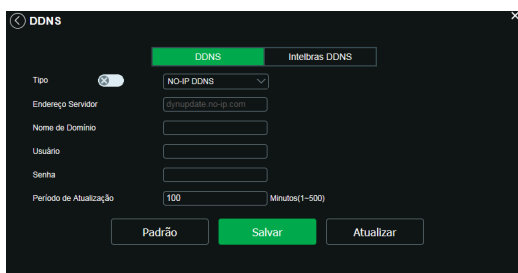 DDNS
DDNS Intelbras DDNS
Tipo NO-IP DDNS
Endereço Servidor dynupdate.no-ip.com
Nome de Domínio
Usuário
Senha
Período de Atualização 100 Minutos(1~500)
Padrão Salvar Atualizar